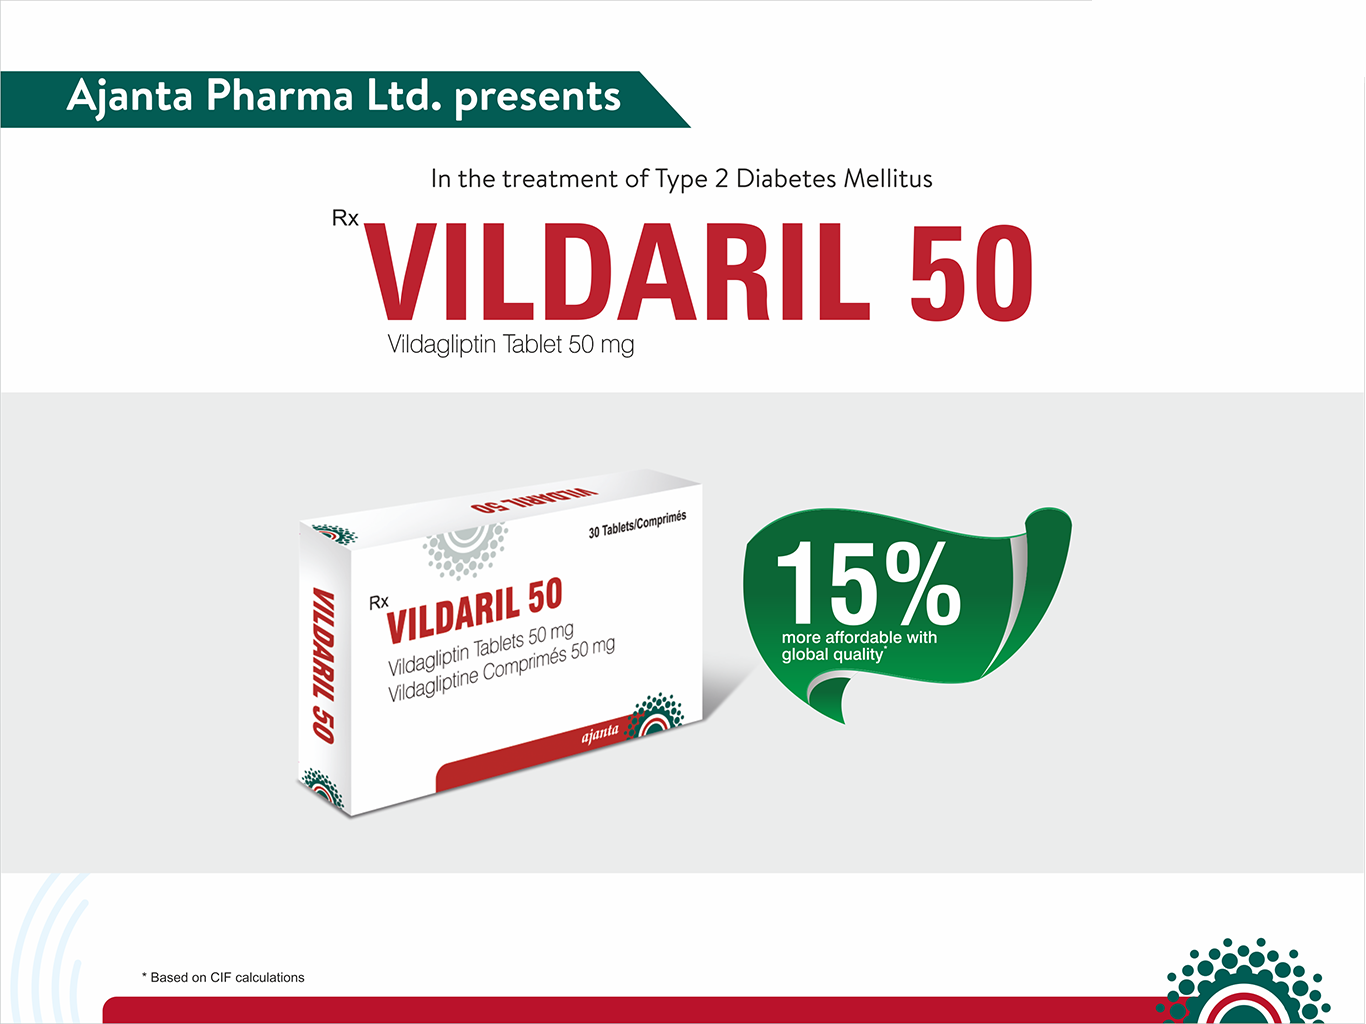 Ajanta Pharma Ltd. presents
In the treatment of Type 2 Diabetes Mellitus
Rx
VILDARIL 50
Vildagliptin Tablet 50 mg
VILDARIL 50
30 Tablets/Comprimés
Rx
VILDARIL 50
Vildagliptin Tablets 50 mg
Vildagliptine Comprimés 50 mg
VILDARIL 50
ajanta
15%
more affordable with
global quality*
* Based on CIF calculations